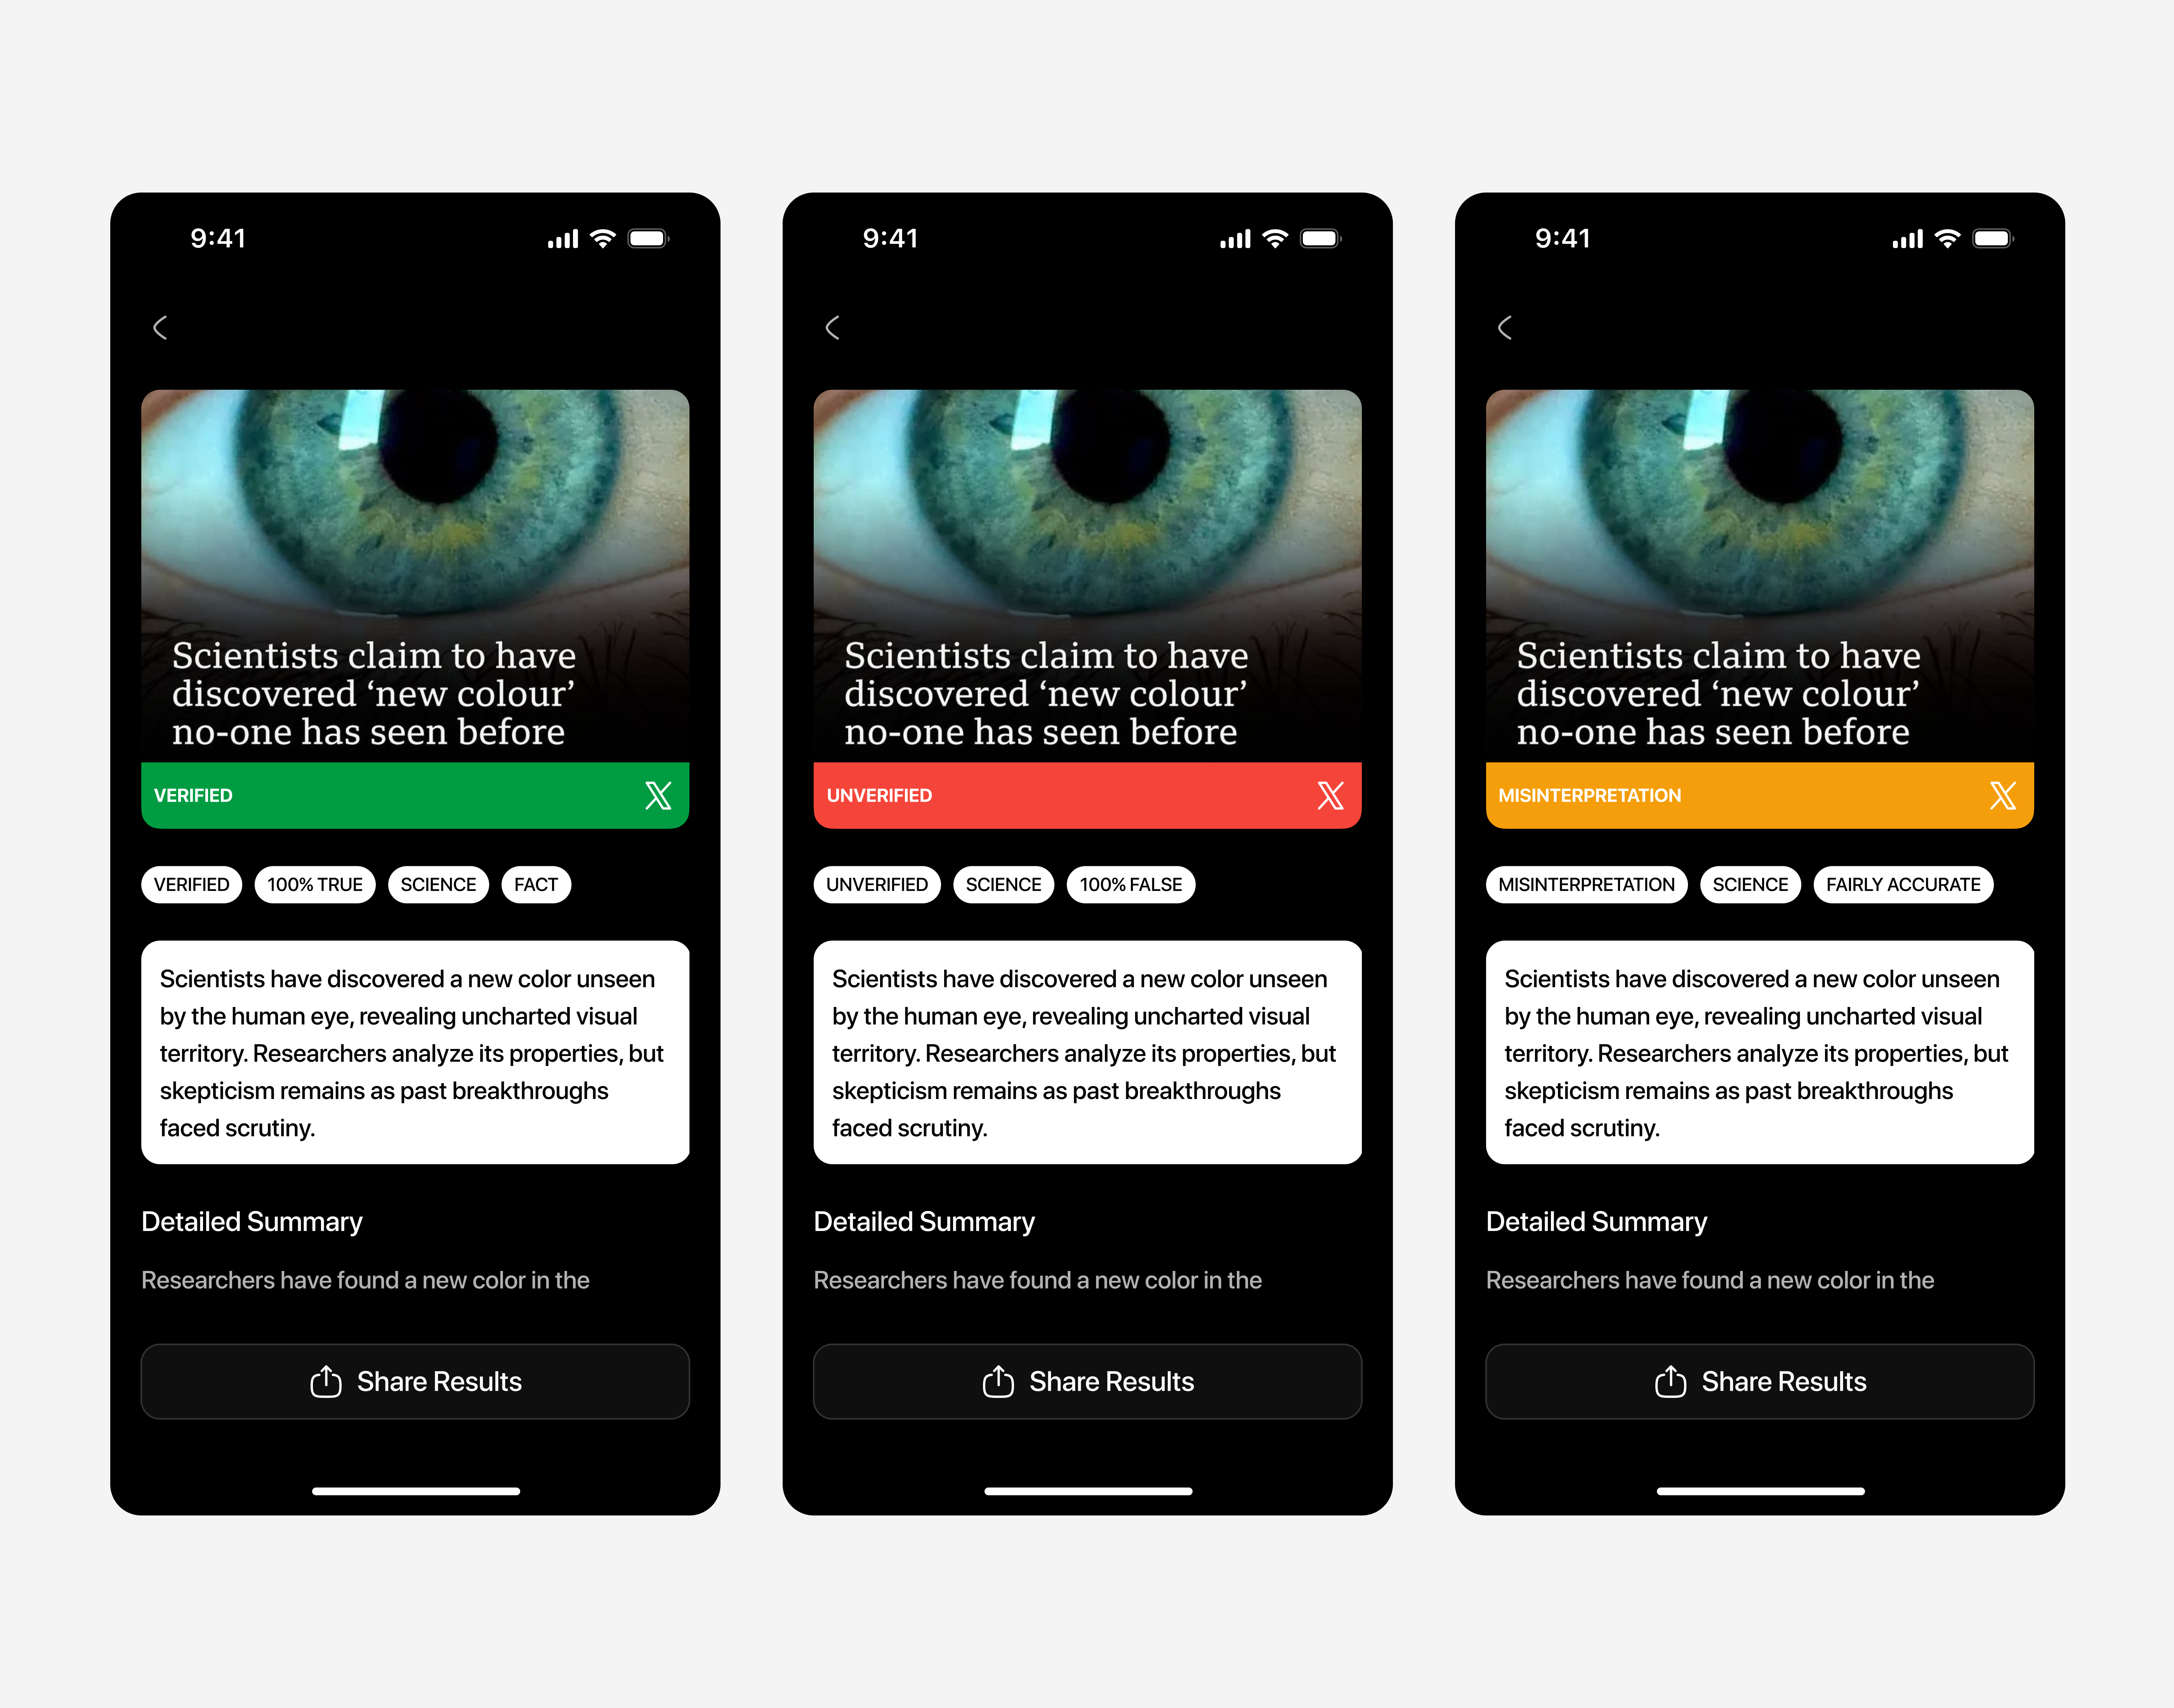 9:41
Scientists claim to have
discovered ‘new colour’
no-one has seen before
VERIFIED
VERIFIED 100% TRUE SCIENCE FACT
Scientists have discovered a new color unseen
by the human eye, revealing uncharted visual
territory. Researchers analyze its properties, but
skepticism remains as past breakthroughs
faced scrutiny.
Detailed Summary
Researchers have found a new color in the
Share Results
9:41
Scientists claim to have
discovered ‘new colour’
no-one has seen before
UNVERIFIED
UNVERIFIED SCIENCE 100% FALSE
Scientists have discovered a new color unseen
by the human eye, revealing uncharted visual
territory. Researchers analyze its properties, but
skepticism remains as past breakthroughs
faced scrutiny.
Detailed Summary
Researchers have found a new color in the
Share Results
9:41
Scientists claim to have
discovered ‘new colour’
no-one has seen before
MISINTERPRETATION
MISINTERPRETATION SCIENCE FAIRLY ACCURATE
Scientists have discovered a new color unseen
by the human eye, revealing uncharted visual
territory. Researchers analyze its properties, but
skepticism remains as past breakthroughs
faced scrutiny.
Detailed Summary
Researchers have found a new color in the
Share Results